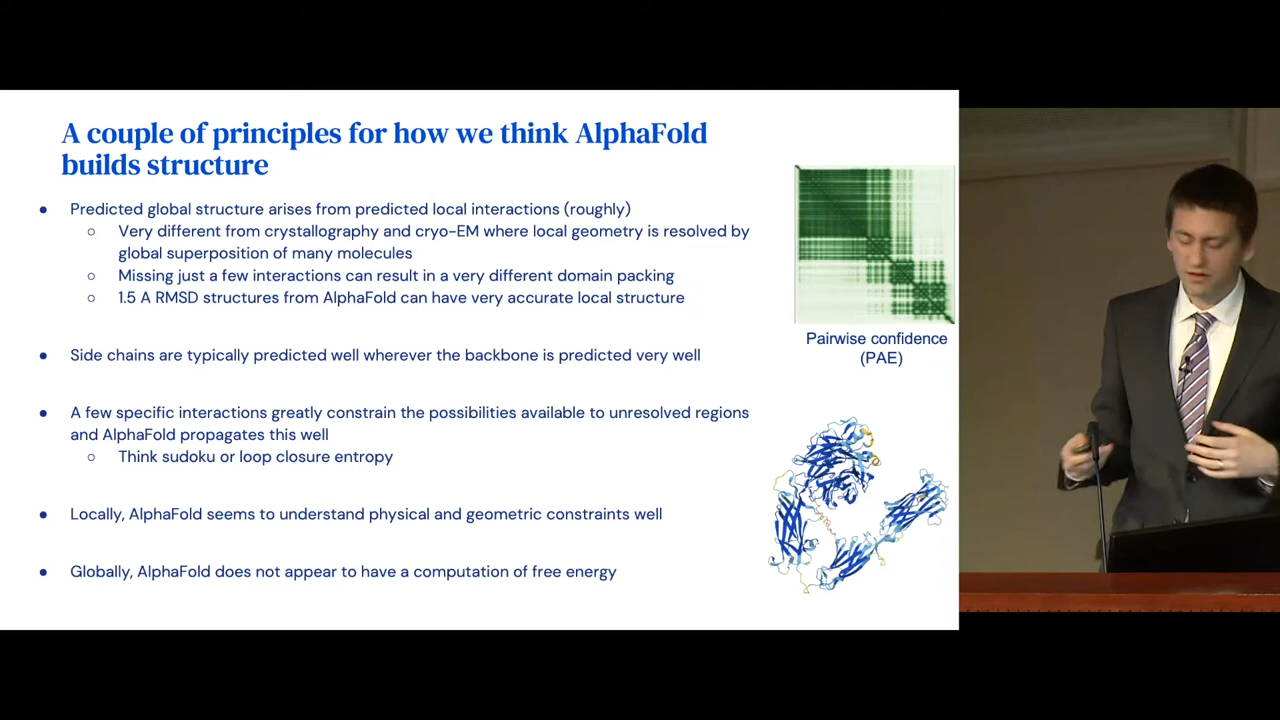 A couple of principles for how we think AlphaFold
builds structure
● Predicted global structure arises from predicted local interactions (roughly)
○ Very different from crystallography and cryo-EM where local geometry is resolved by
global superposition of many molecules
○ Missing just a few interactions can result in a very different domain packing
○ 1.5 A RMSD structures from AlphaFold can have very accurate local structure
● Side chains are typically predicted well wherever the backbone is predicted very well
● A few specific interactions greatly constrain the possibilities available to unresolved regions
and AlphaFold propagates this well
○ Think sudoku or loop closure entropy
● Locally, AlphaFold seems to understand physical and geometric constraints well
● Globally, AlphaFold does not appear to have a computation of free energy
Pairwise confidence
(PAE)